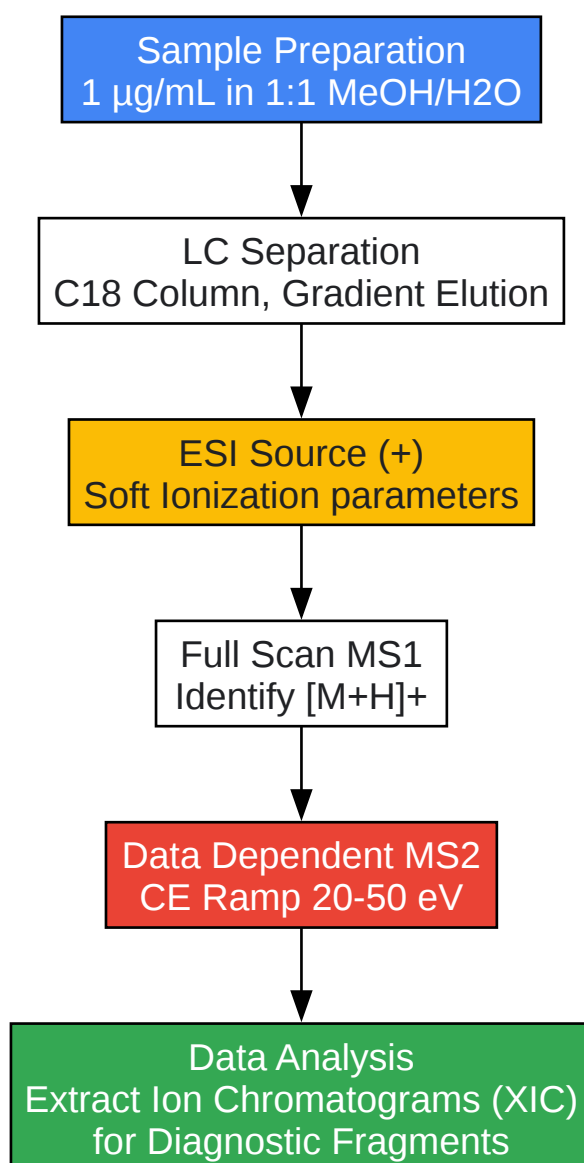 Sample Preparation
1 µg/mL in 1:1 MeOH/H2O
LC Separation
C18 Column, Gradient Elution
ESI Source (+)
Soft Ionization parameters
Full Scan MS1
Identify [M+H]+
Data Dependent MS2
CE Ramp 20-50 eV
Data Analysis
Extract Ion Chromatograms (XIC)
for Diagnostic Fragments